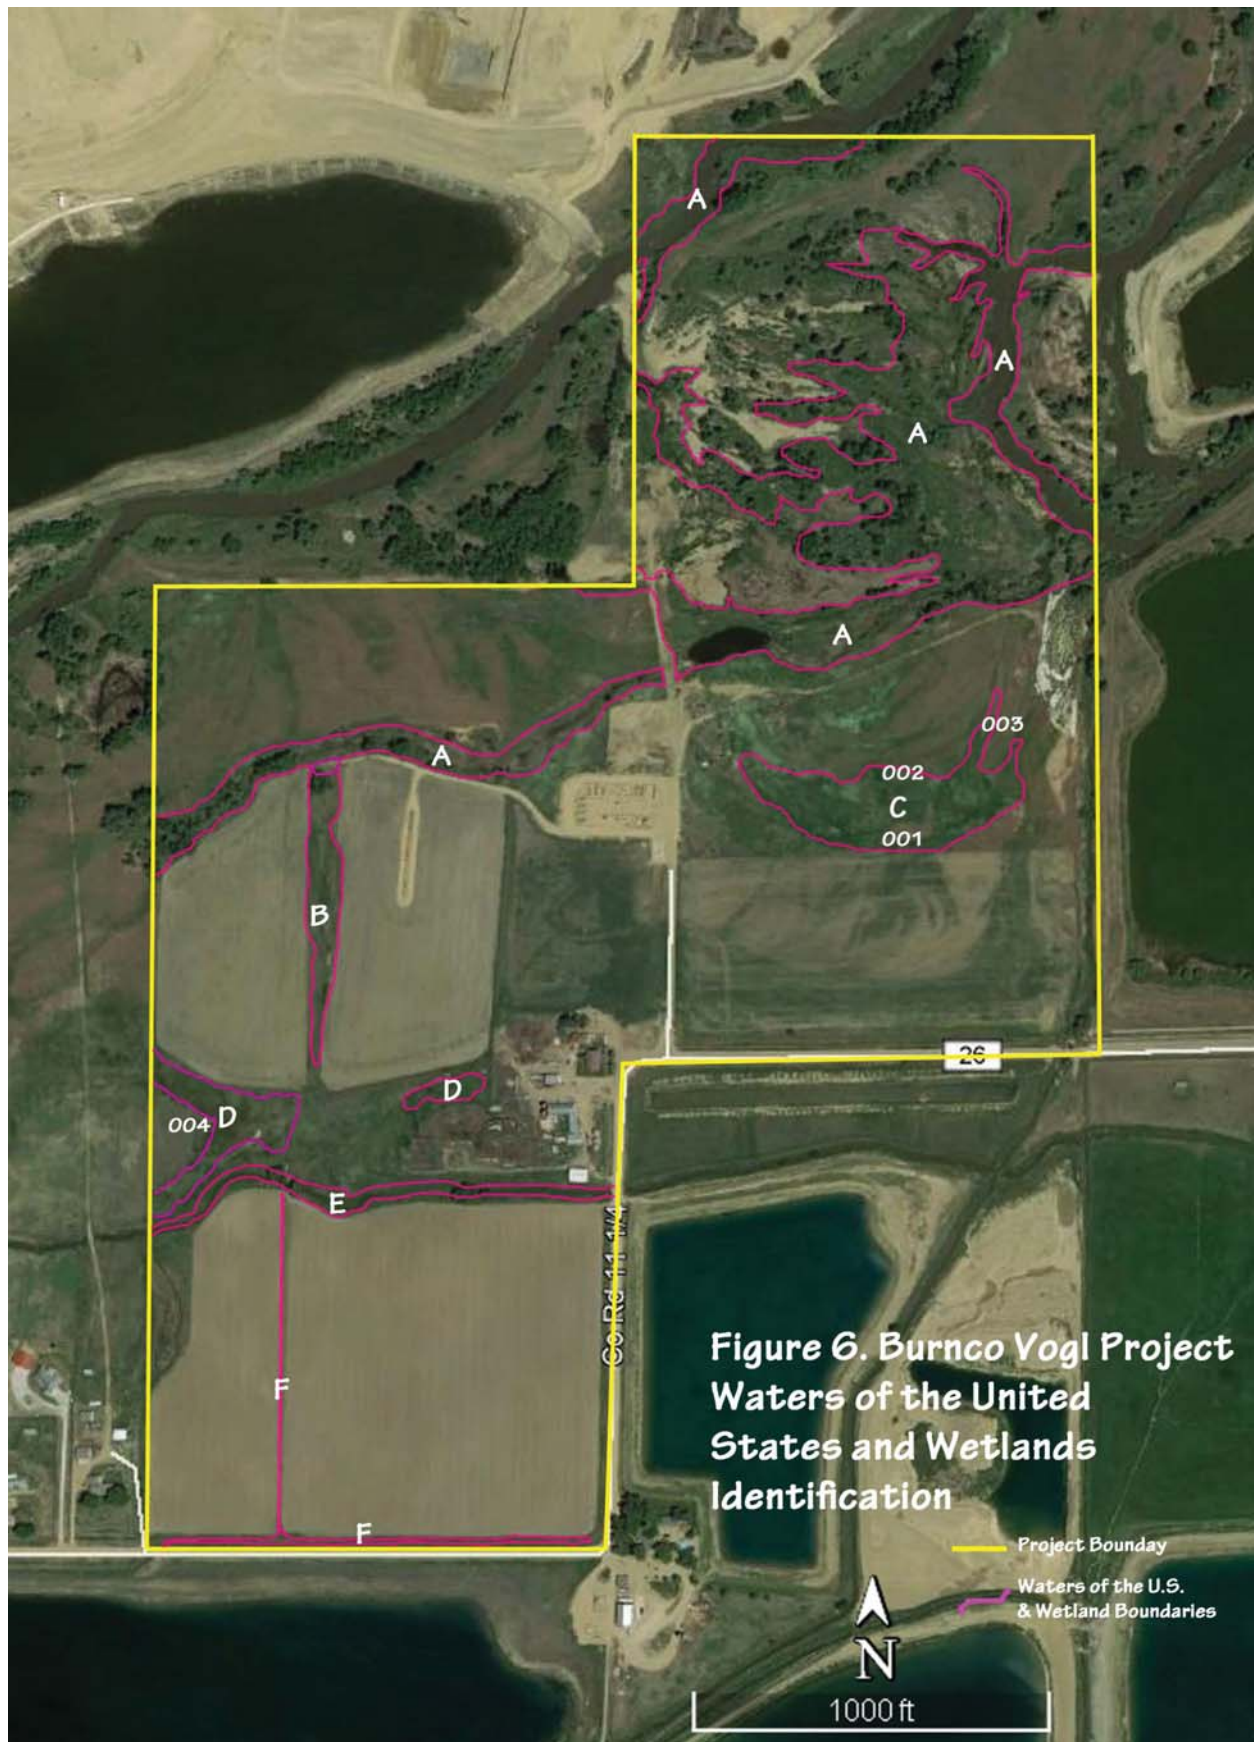 A
A
A
A
003
002
C
001
A
B
26
D
004 D
E
Co Rd 11 1/4
F
F
Figure 6. Burnco Vogl Project
Waters of the United
States and Wetlands
Identification
Project Bounday
Waters of the U.S.
& Wetland Boundaries
N
1000 ft